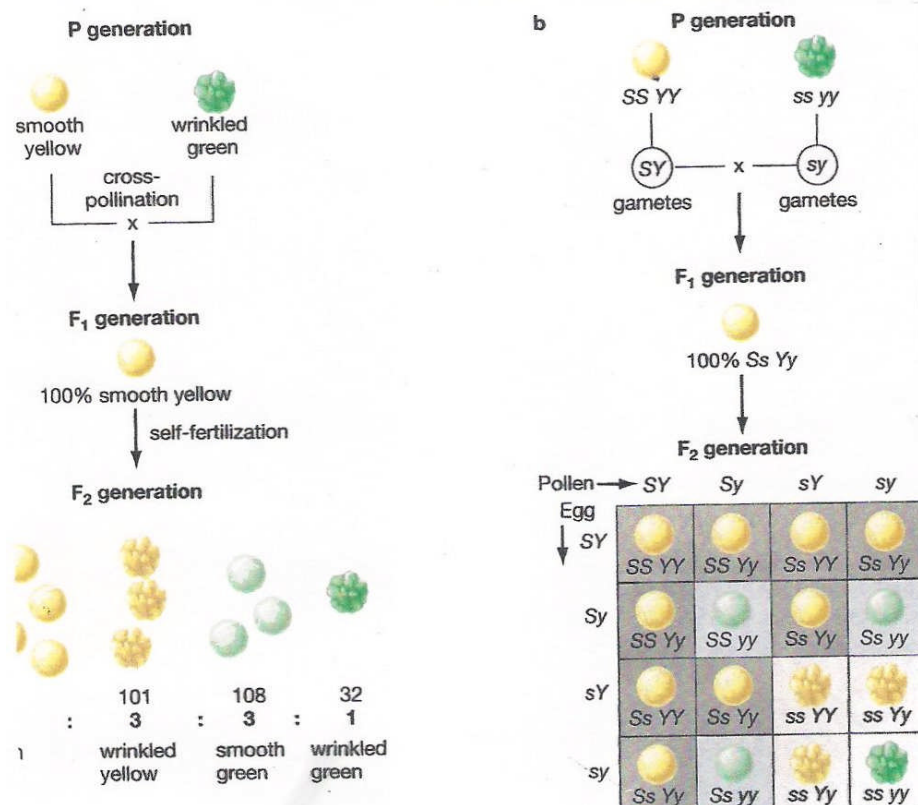 P generation
smooth
yellow
wrinkled
green
cross-
pollination
x
F₁ generation
100% smooth yellow
self-fertilization
F₂ generation
101 108 32
: 3 : 3 : 1
wrinkled
yellow
smooth
green
wrinkled
green
b
P generation
SS YY ss yy
SY x sy
gametes gametes
F₁ generation
100% Ss Yy
F₂ generation
Pollen SY Sy sY sy
Egg
SY
SS YY SS Yy Ss YY Ss Yy
Sy
SS Yy SS yy Ss Yy Ss yy
sY
Ss YY Ss Yy ss YY ss Yy
sy
Ss Yy Ss yy ss Yy ss yy